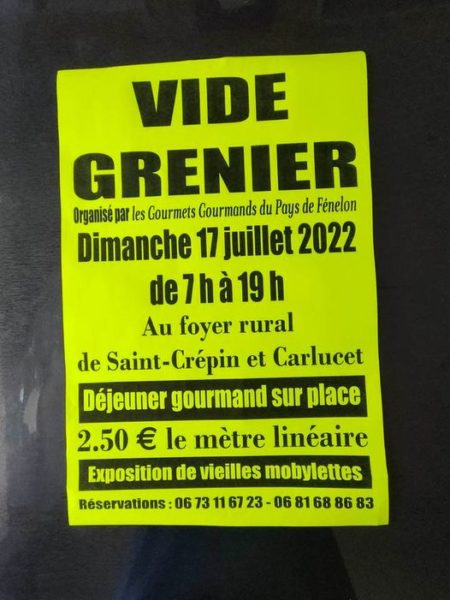 VIDE
GRENIER
Organisé par les Gourmets Gourmands du Pays de Fénelon
Dimanche 17 juillet 2022
de 7 h à 19 h
Au foyer rural
de Saint-Crépin et Carlucet
Déjeuner gourmand sur place
2.50 € le mètre linéaire
Exposition de vieilles mobylettes
Réservations : 06 73 11 67 23 - 06 81 68 86 83